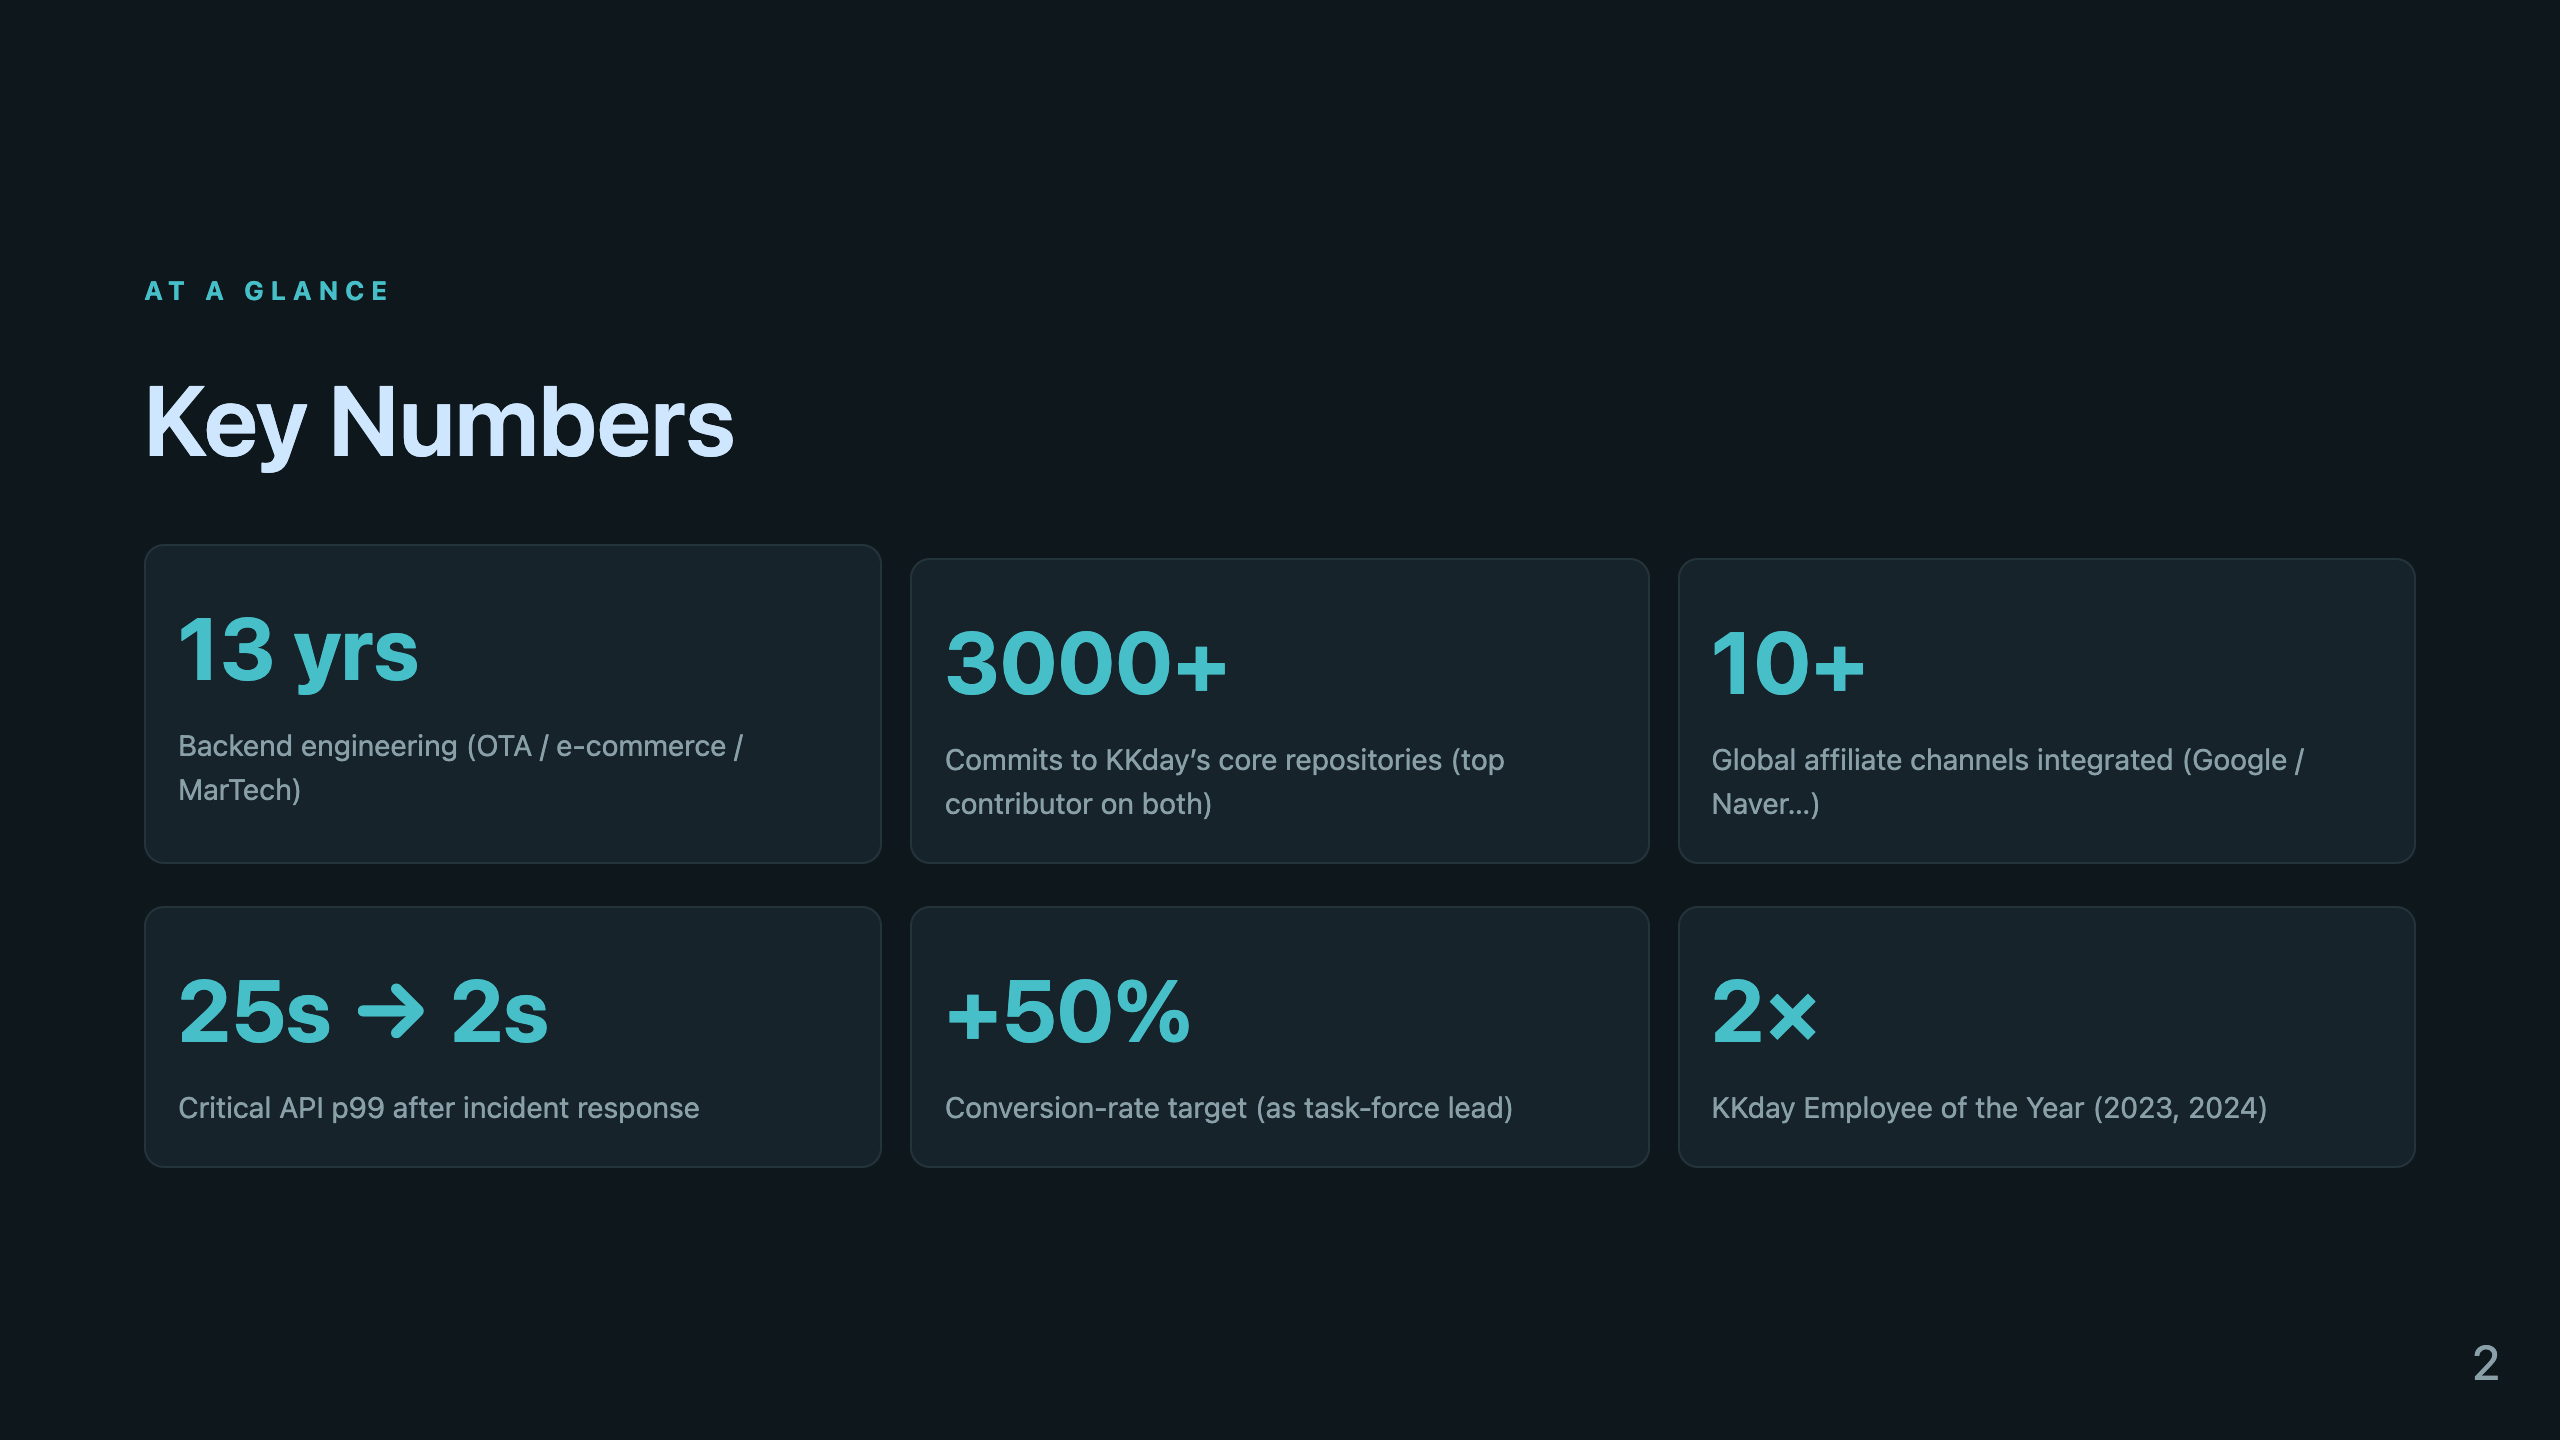 AT A GLANCE
Key Numbers
13 yrs
Backend engineering (OTA / e-commerce /
MarTech)
3000+
Commits to KKday’s core repositories (top
contributor on both)
10+
Global affiliate channels integrated (Google /
Naver…)
25s → 2s
Critical API p99 after incident response
+50%
Conversion-rate target (as task-force lead)
2×
KKday Employee of the Year (2023, 2024)
2